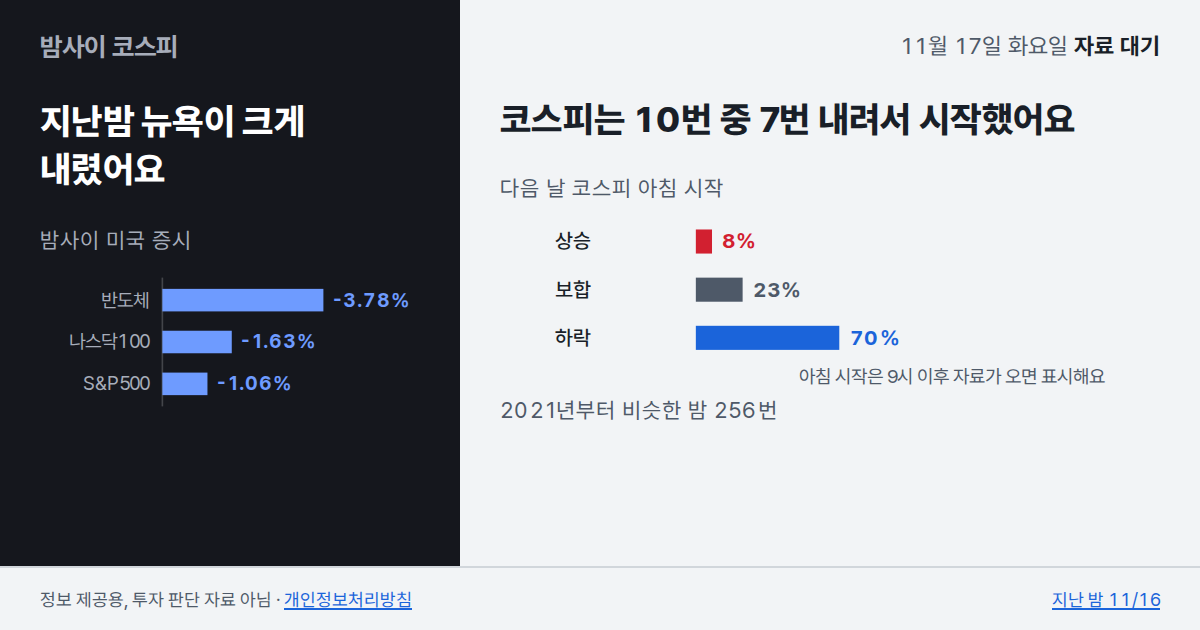 밤사이 코스피
지난밤 뉴욕이 크게
내렸어요
밤사이 미국 증시
반도체 -3.78%
나스닥100 -1.63%
S&P500 -1.06%
11월 17일 화요일 자료 대기
코스피는 10번 중 7번 내려서 시작했어요
다음 날 코스피 아침 시작
상승 8%
보합 23%
하락 70%
아침 시작은 9시 이후 자료가 오면 표시해요
2021년부터 비슷한 밤 256번
정보 제공용, 투자 판단 자료 아님 · 개인정보처리방침
지난 밤 11/16